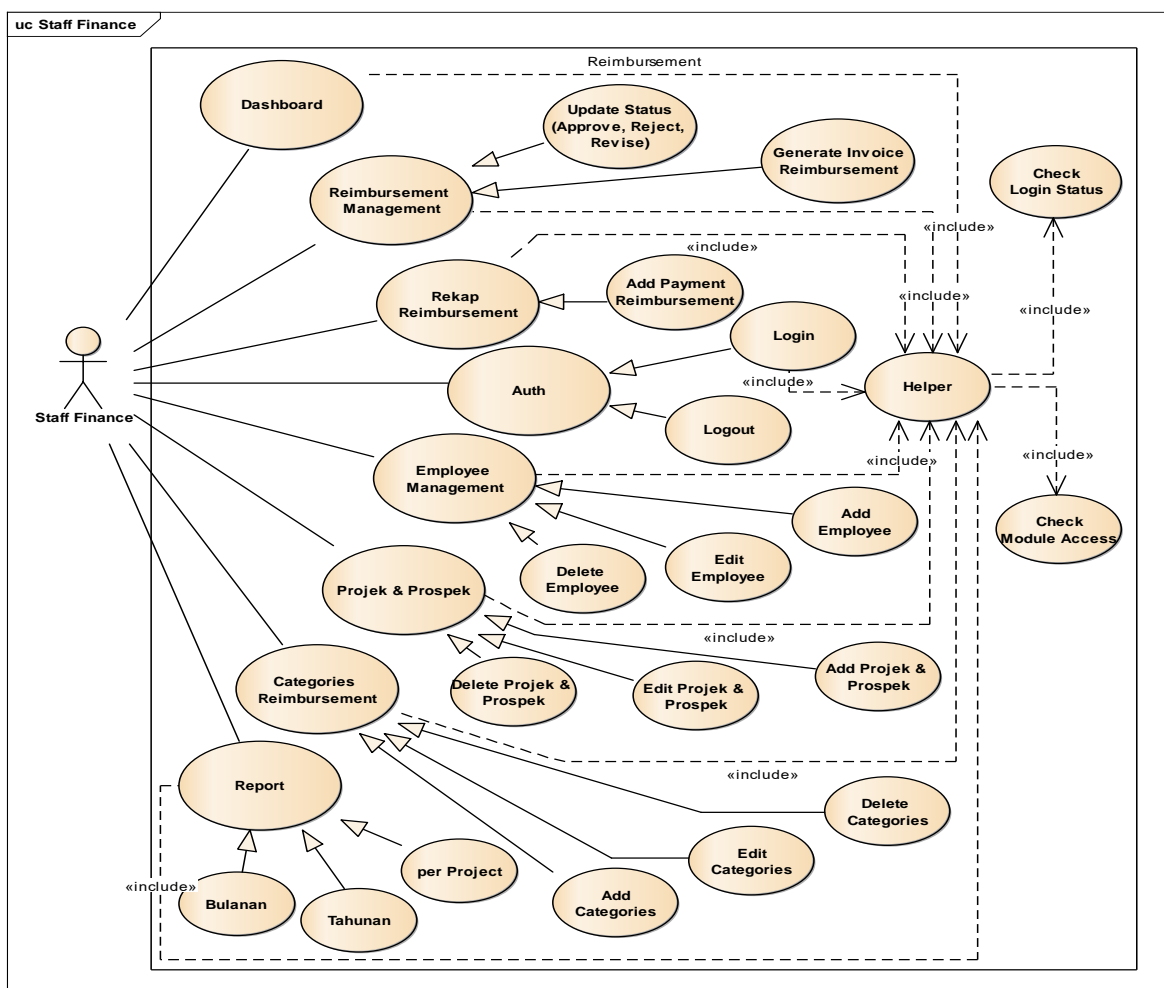 uc Staff Finance
Reimbursement
Dashboard
Update Status
(Approve, Reject,
Revise)
Generate Invoice
Reimbursement
Check
Login Status
Reimbursement
Management
«include»
«include»
Rekap
Reimbursement
Add Payment
Reimbursement
«include»
«include»
Login
Staff Finance
Auth
«include»
Helper
Logout
«include»
«include»
Employee
Management
Add
Employee
Check
Module Access
Edit
Employee
Delete
Employee
Projek & Prospek
«include»
Add Projek &
Prospek
Delete Projek &
Prospek
Edit Projek &
Prospek
Categories
Reimbursement
«include»
Report
Delete
Categories
Edit
Categories
per Project
«include»
Bulanan
Tahunan
Add
Categories